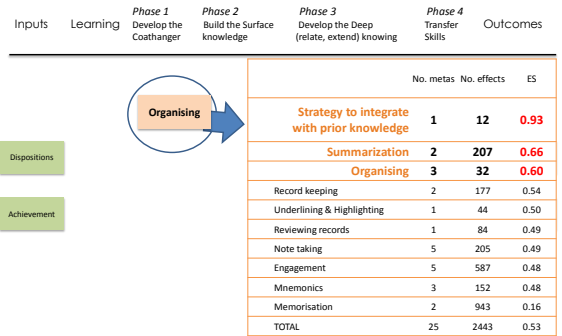 Inputs
Learning
Phase 1
Develop the
Coathanger
Phase 2
Build the Surface
knowledge
Phase 3
Develop the Deep
(relate, extend) knowing
Phase 4
Transfer
Skills
Outcomes
No. metas No. effects ES
Organising
Strategy to integrate
with prior knowledge 1 12 0.93
Summarization 2 207 0.66
Organising 3 32 0.60
Record keeping 2 177 0.54
Underlining & Highlighting 1 44 0.50
Reviewing records 1 84 0.49
Note taking 5 205 0.49
Engagement 5 587 0.48
Mnemonics 3 152 0.48
Memorisation 2 943 0.16
TOTAL 25 2443 0.53
Dispositions
Achievement